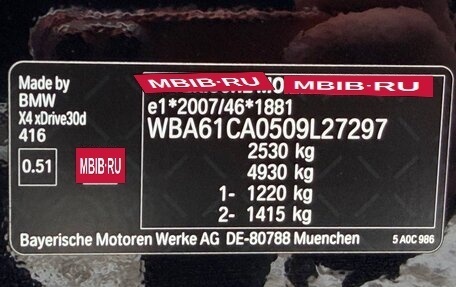 Made by
BMW
X4 xDrive30d
416
0.51
MBIB.RU
MBIB.RU MBIB.RU
e1*2007/46*1881
WBA61CA0509L27297
2530 kg
4930 kg
1- 1220 kg
2- 1415 kg
Bayerische Motoren Werke AG DE-80788 Muenchen
5 A0C 986